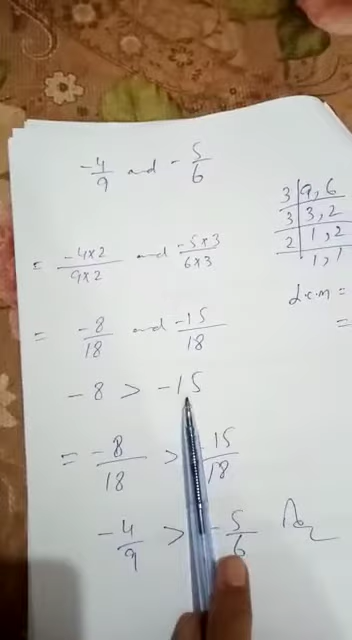 -4/9 and -5/6
3 | 9, 6
3 | 3, 2
2 | 1, 2
1, 1
= -4×2/9×2 and -5×3/6×3
L.C.M =
=
= -8/18 and -15/18
-8 > -15
= -8/18 > -15/18
-4/9 > -5/6